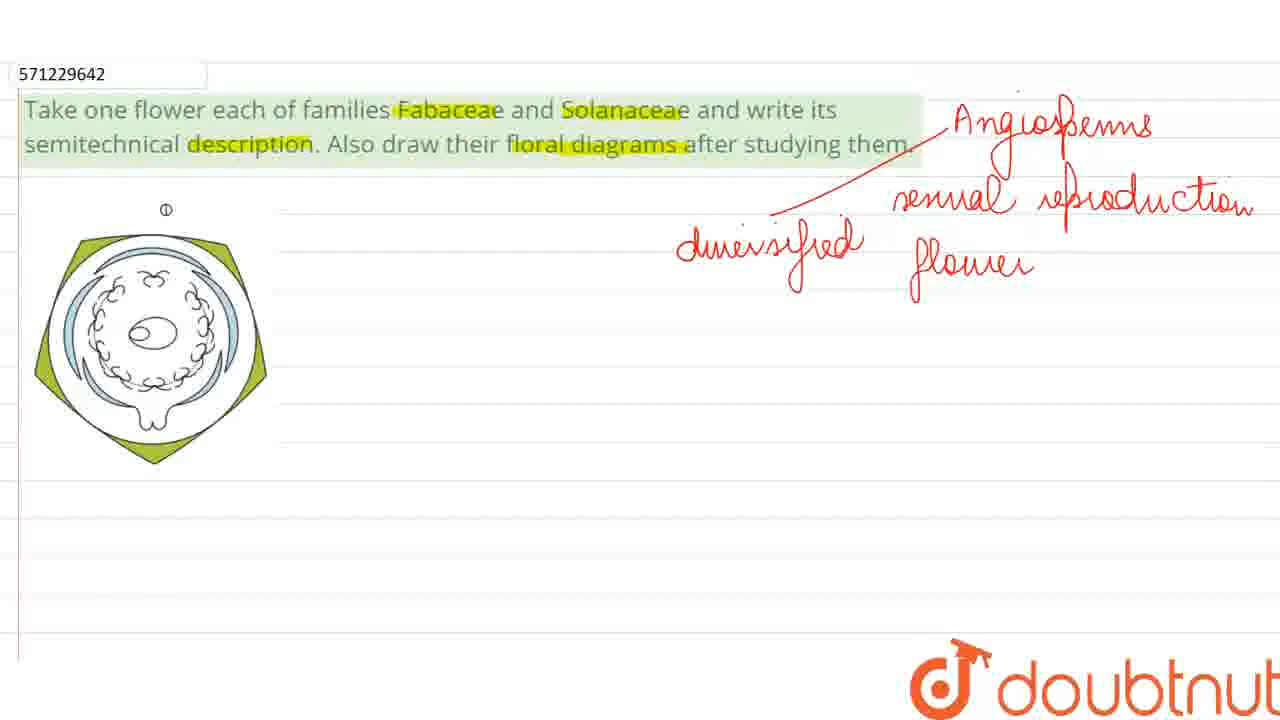 571229642
Take one flower each of families Fabaceae and Solanaceae and write its
semitechnical description. Also draw their floral diagrams after studying them.
Angiosperms
sexual reproduction
diversified flower
doubtnut